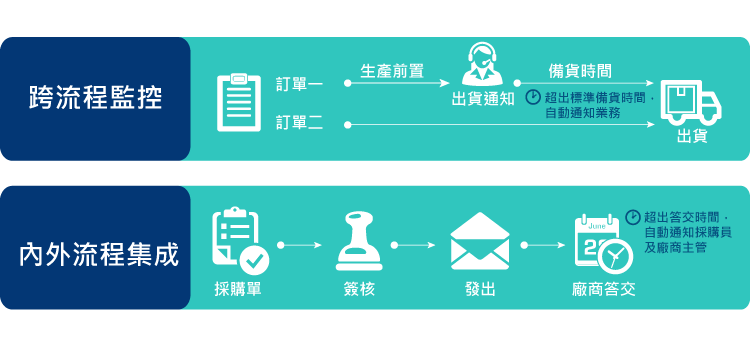 跨流程監控
訂單一
生產前置
出貨通知
備貨時間
超出標準備貨時間，
自動通知業務
訂單二
出貨
內外流程集成
採購單
簽核
發出
June
廠商答交
超出答交時間，
自動通知採購員
及廠商主管